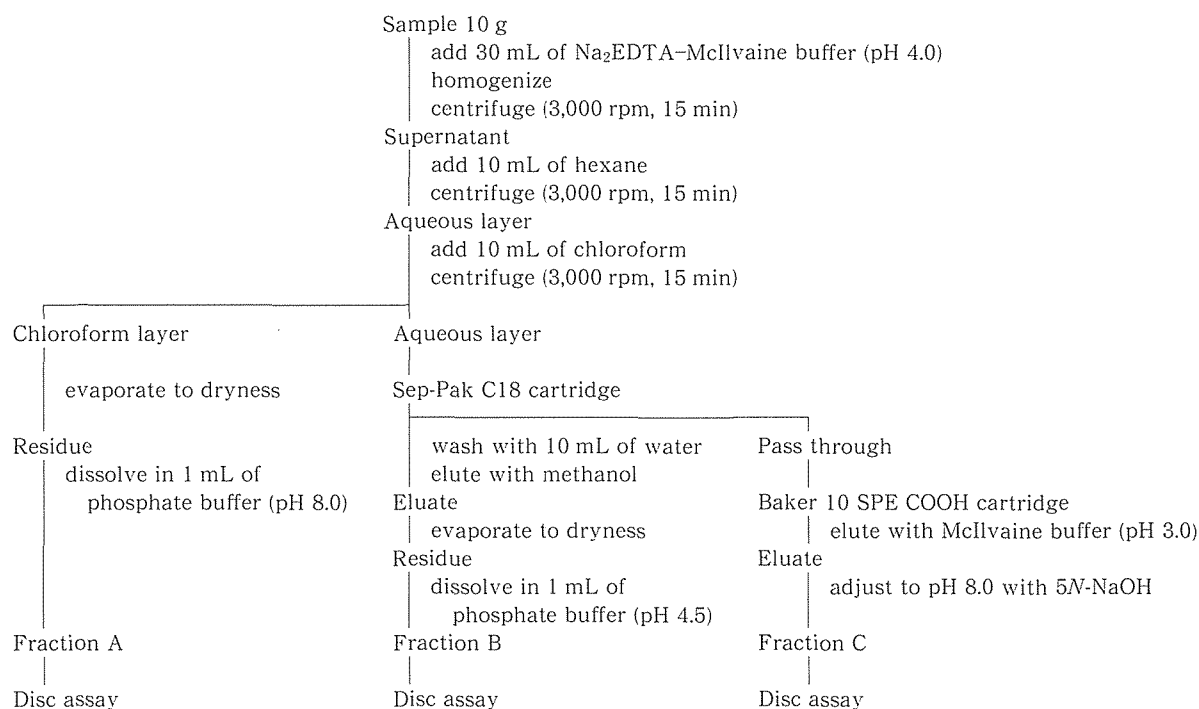 Sample 10 g
add 30 mL of Na₂EDTA–McIlvaine buffer (pH 4.0)
homogenize
centrifuge (3,000 rpm, 15 min)
Supernatant
add 10 mL of hexane
centrifuge (3,000 rpm, 15 min)
Aqueous layer
add 10 mL of chloroform
centrifuge (3,000 rpm, 15 min)
Chloroform layer
evaporate to dryness
Residue
dissolve in 1 mL of
phosphate buffer (pH 8.0)
Fraction A
Disc assay
Aqueous layer
Sep-Pak C18 cartridge
wash with 10 mL of water
elute with methanol
Eluate
evaporate to dryness
Residue
dissolve in 1 mL of
phosphate buffer (pH 4.5)
Fraction B
Disc assay
Pass through
Baker 10 SPE COOH cartridge
elute with McIlvaine buffer (pH 3.0)
Eluate
adjust to pH 8.0 with 5N-NaOH
Fraction C
Disc assay